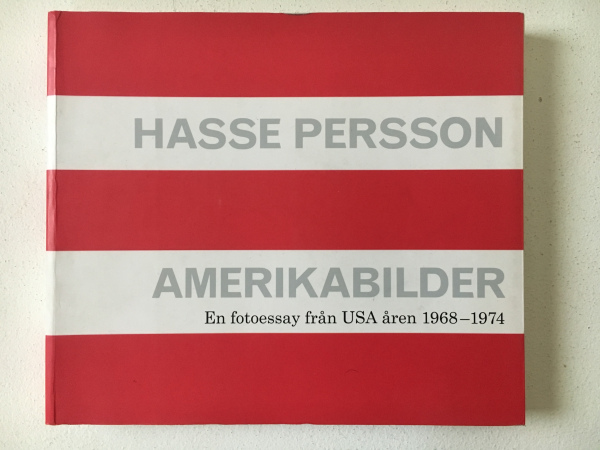 HASSE PERSSON
AMERIKABILDER
En fotoessay från USA åren 1968–1974